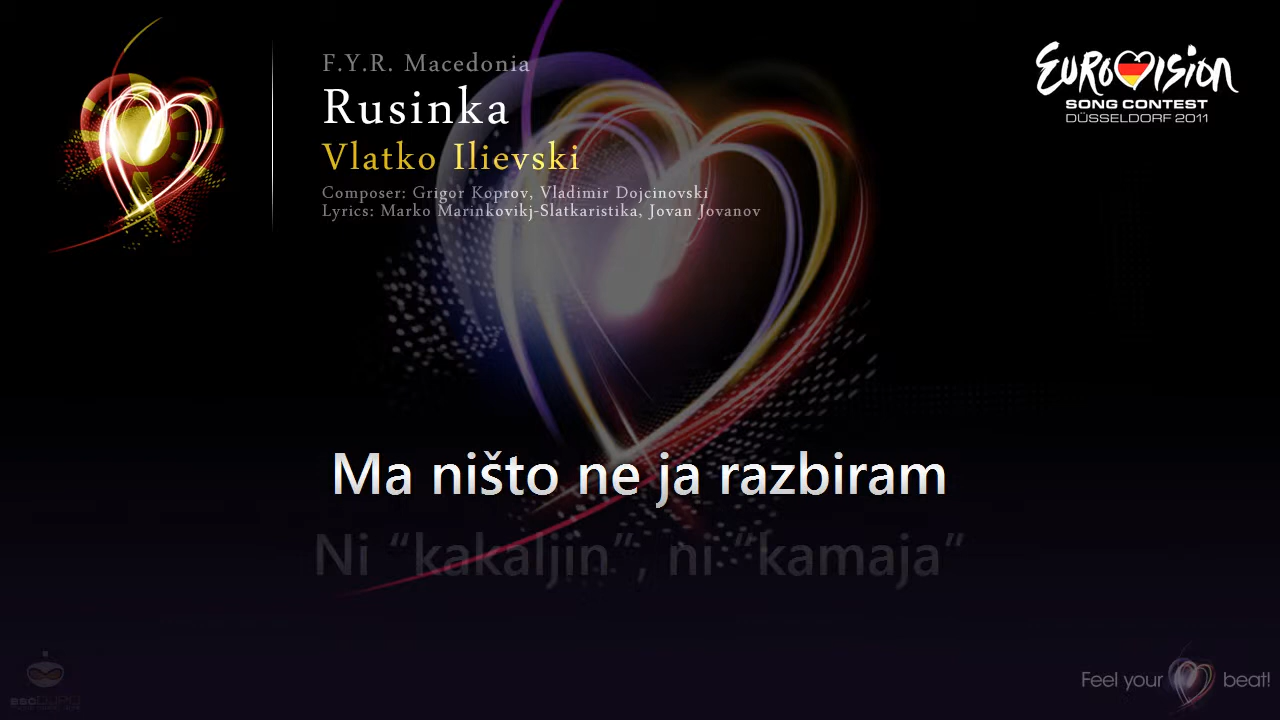 F.Y.R. Macedonia
Rusinka
Vlatko Ilievski
Composer: Grigor Koprov, Vladimir Dojcinovski
Lyrics: Marko Marinkovikj-Slatkaristika, Jovan Jovanov
EUROVISION
SONG CONTEST
DÜSSELDORF 2011
Ma ništo ne ja razbiram
Ni “kakaljin”, ni “kamaja”
Feel your beat!